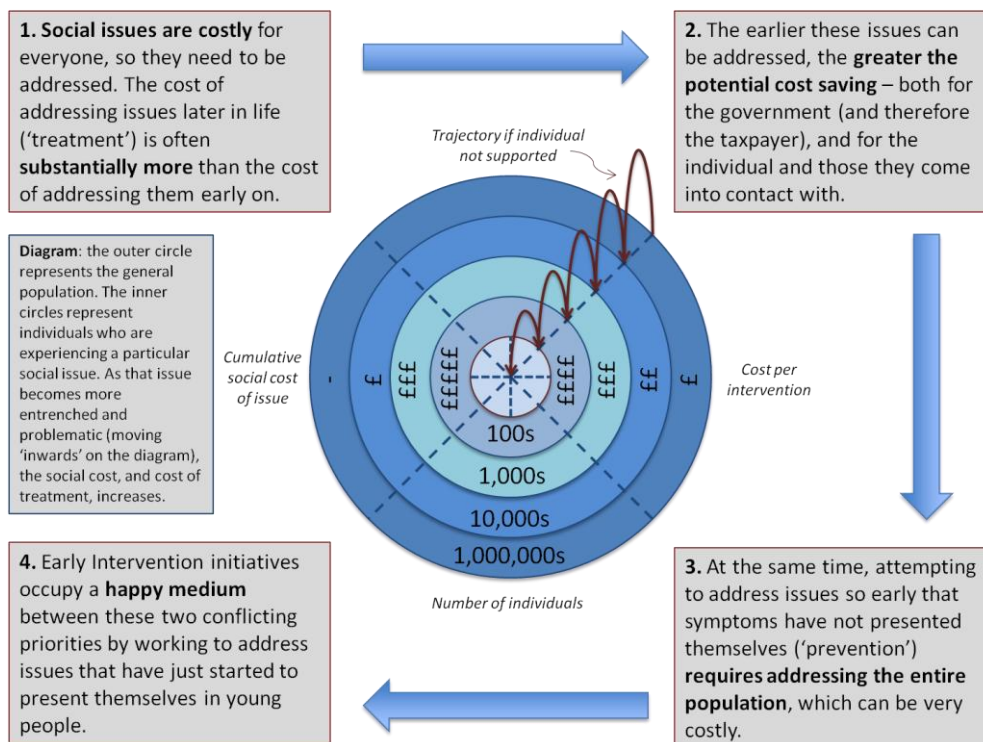 1. Social issues are costly for
everyone, so they need to be
addressed. The cost of
addressing issues later in life
(‘treatment’) is often
substantially more than the cost
of addressing them early on.
2. The earlier these issues can
be addressed, the greater the
potential cost saving – both for
the government (and therefore
the taxpayer), and for the
individual and those they come
into contact with.
Trajectory if individual
not supported
Diagram: the outer circle
represents the general
population. The inner
circles represent
individuals who are
experiencing a particular
social issue. As that issue
becomes more
entrenched and
problematic (moving
‘inwards’ on the diagram),
the social cost, and cost of
treatment, increases.
Cumulative
social cost
of issue
-
£
£££
£££££
££££
£££
££
£
Cost per
intervention
100s
1,000s
10,000s
1,000,000s
Number of individuals
4. Early Intervention initiatives
occupy a happy medium
between these two conflicting
priorities by working to address
issues that have just started to
present themselves in young
people.
3. At the same time, attempting
to address issues so early that
symptoms have not presented
themselves (‘prevention’)
requires addressing the entire
population, which can be very
costly.